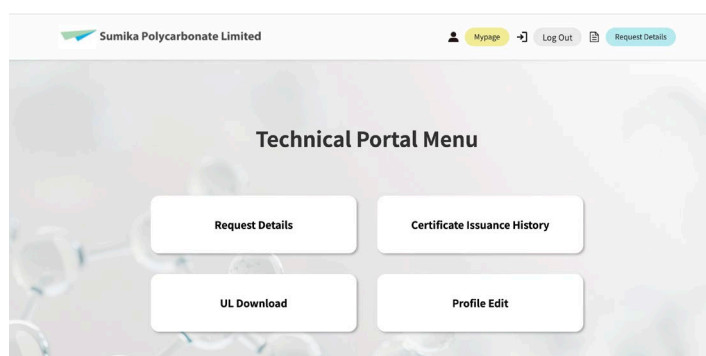 Sumika Polycarbonate Limited
Mypage
Log Out
Request Details
Technical Portal Menu
Request Details
Certificate Issuance History
UL Download
Profile Edit